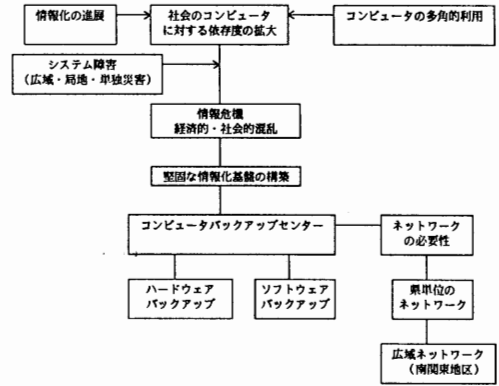 情報化の進展
社会のコンピュータ
に対する依存度の拡大
コンピュータの多角的利用
システム障害
（広域・局地・単独災害）
情報危機
経済的・社会的混乱
堅固な情報化基盤の構築
コンピュータバックアップセンター
ネットワーク
の必要性
ハードウェア
バックアップ
ソフトウェア
バックアップ
県単位の
ネットワーク
広域ネットワーク
（南関東地区）